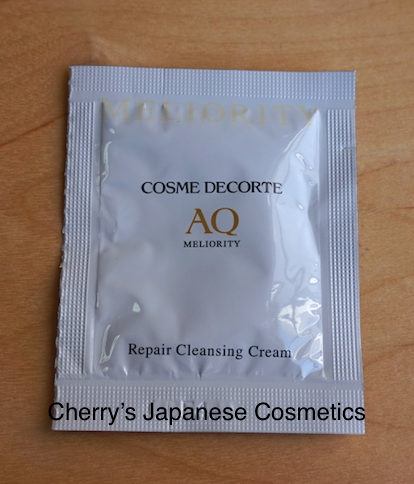 MELIORITY
COSME DECORTE
AQ
MELIORITY
Repair Cleansing Cream
Cherry's Japanese Cosmetics